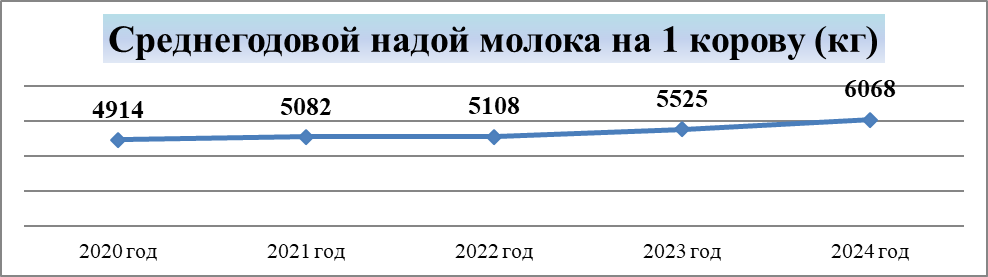 Среднегодовой надой молока на 1 корову (кг)
4914 5082 5108 5525 6068
2020 год 2021 год 2022 год 2023 год 2024 год